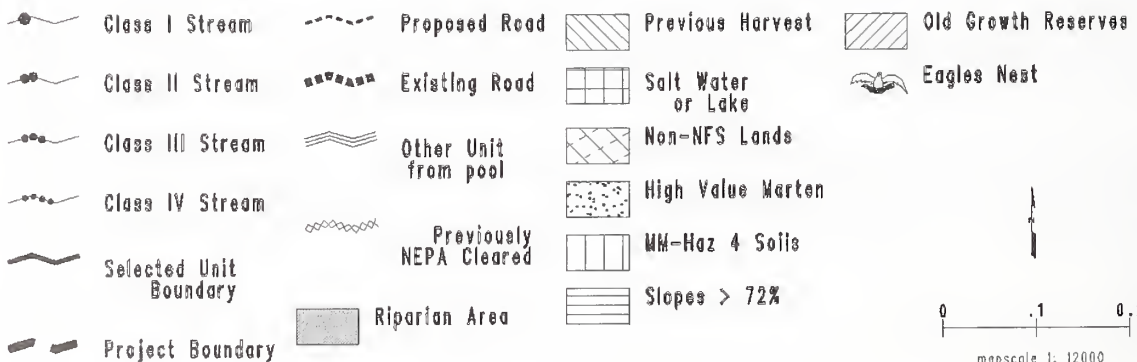 Class I Stream
Class II Stream
Class III Stream
Class IV Stream
Selected Unit
Boundary
Project Boundary
Proposed Road
Existing Road
Other Unit
from pool
Previously
NEPA Cleared
Riparian Area
Previous Harvest
Salt Water
or Lake
Non-NFS Lands
High Value Marten
MM-Haz 4 Soils
Slopes > 72%
Old Growth Reserves
Eagles Nest
0 .1 0.
mapscale 1: 12000